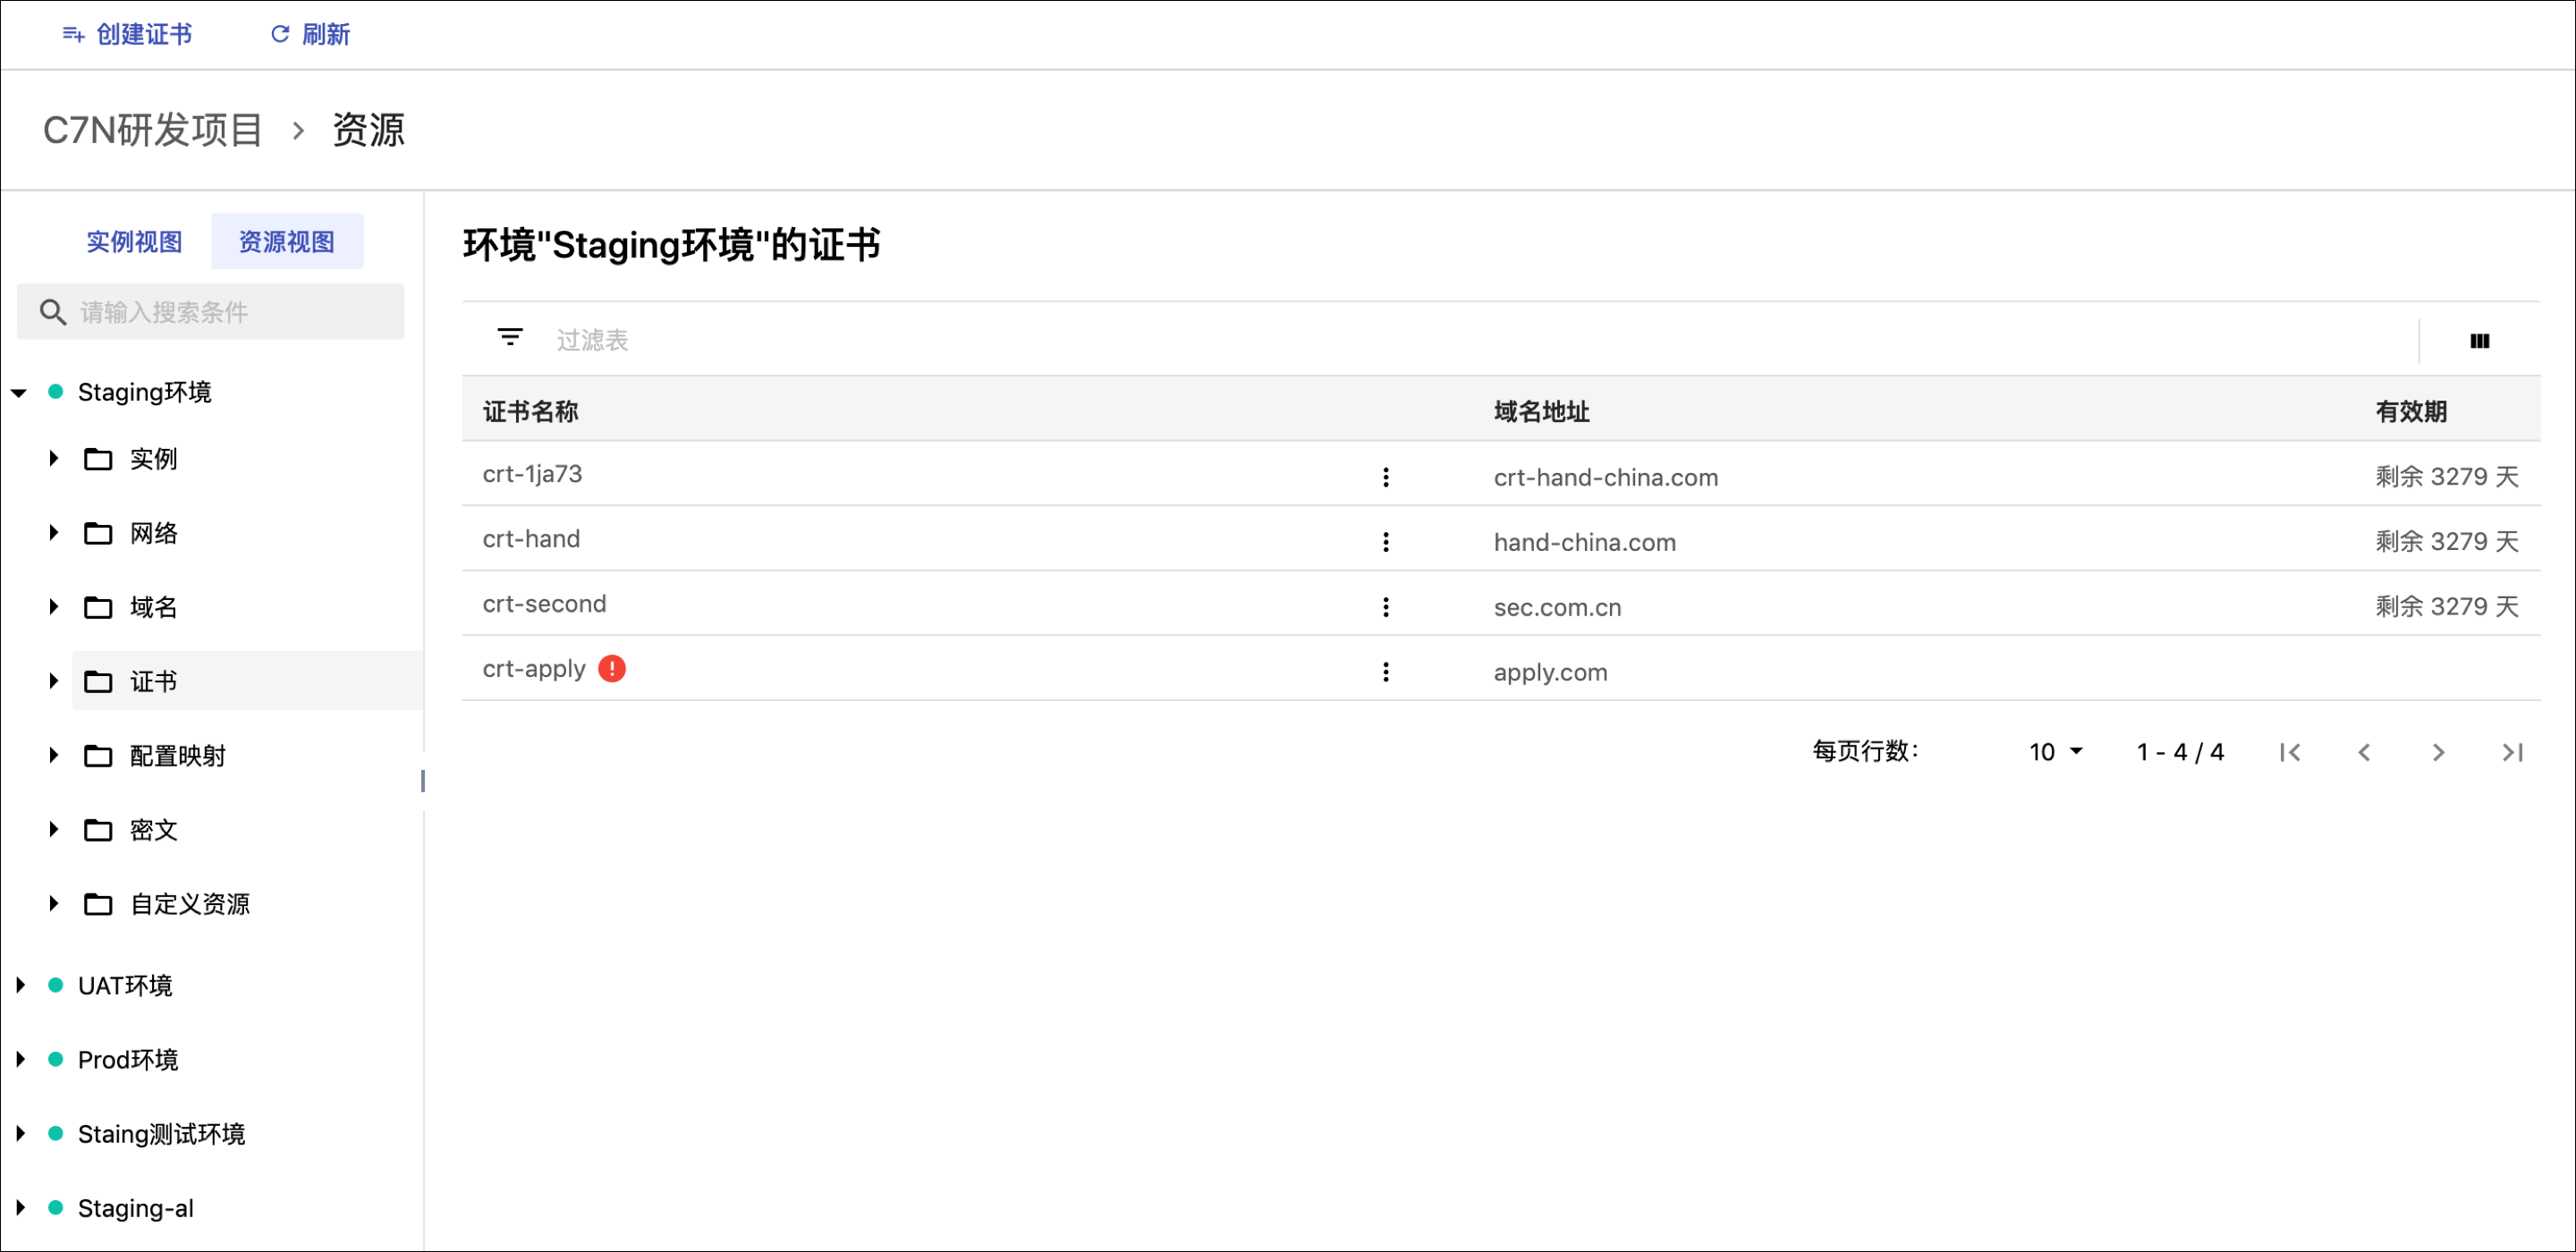 创建证书 刷新
C7N研发项目 > 资源
实例视图 资源视图
请输入搜索条件
Staging环境
实例
网络
域名
证书
配置映射
密文
自定义资源
UAT环境
Prod环境
Staing测试环境
Staging-al
环境"Staging环境"的证书
过滤表
证书名称 域名地址 有效期
crt-1ja73 crt-hand-china.com 剩余 3279 天
crt-hand hand-china.com 剩余 3279 天
crt-second sec.com.cn 剩余 3279 天
crt-apply apply.com
每页行数： 10 1 - 4 / 4